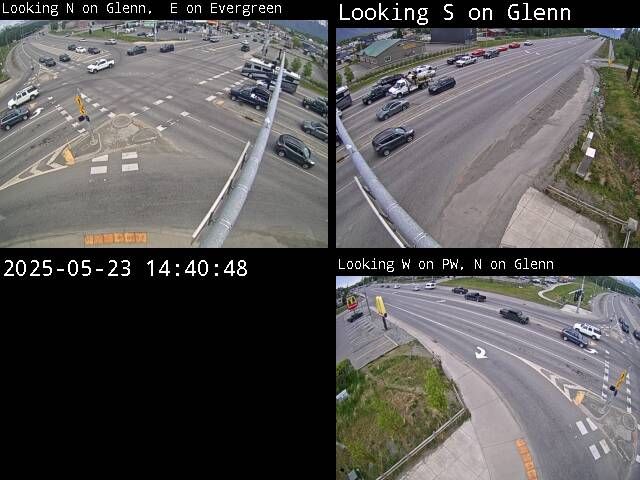 Looking N on Glenn,  E on Evergreen
Looking S on Glenn
2025-05-23 14:40:48
Looking W on PW, N on Glenn